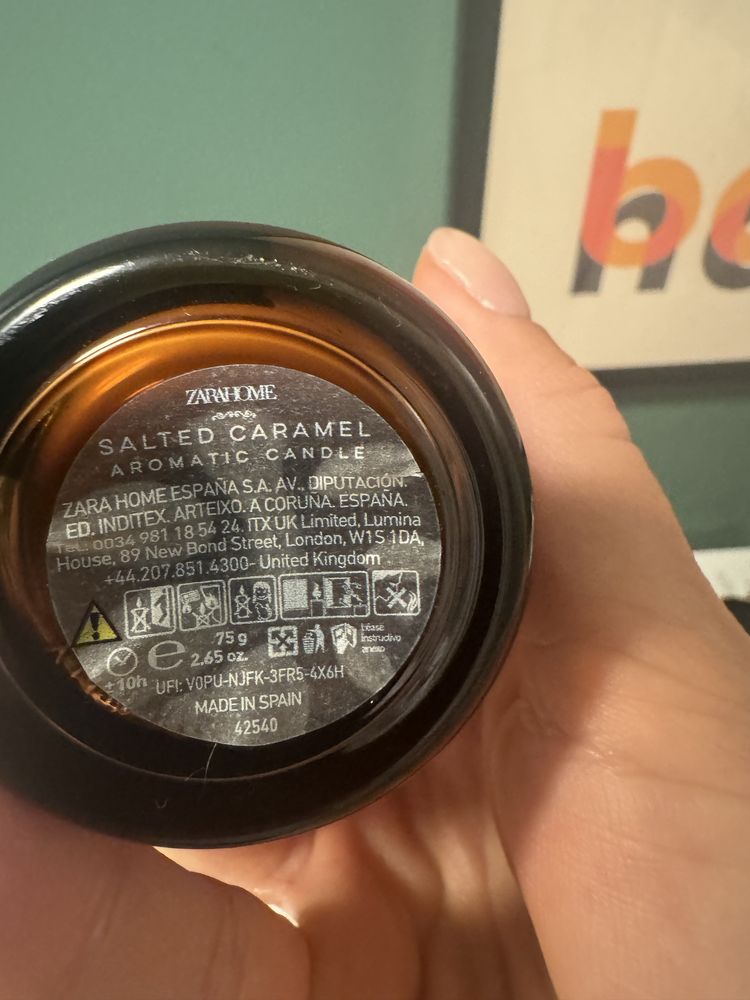 ZARAHOME
SALTED CARAMEL
AROMATIC CANDLE
ZARA HOME ESPAÑA S.A. AV.. DIPUTACIÓN.
ED. INDITEX. ARTEIXO. A CORUÑA. ESPAÑA.
Tel.: 0034 981 18 54 24. ITX UK Limited, Lumina
House, 89 New Bond Street, London, W1S 1DA,
+44.207.851.4300- United Kingdom
75 g
℮ 2.65 oz.
Léase
instructivo
anexo
±10h
UFI: V0PU-NJFK-3FR5-4X6H
MADE IN SPAIN
42540